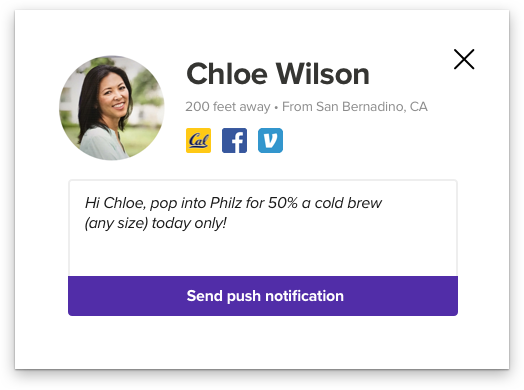 Chloe Wilson
200 feet away • From San Bernadino, CA
Cal
Hi Chloe, pop into Philz for 50% a cold brew
(any size) today only!
Send push notification